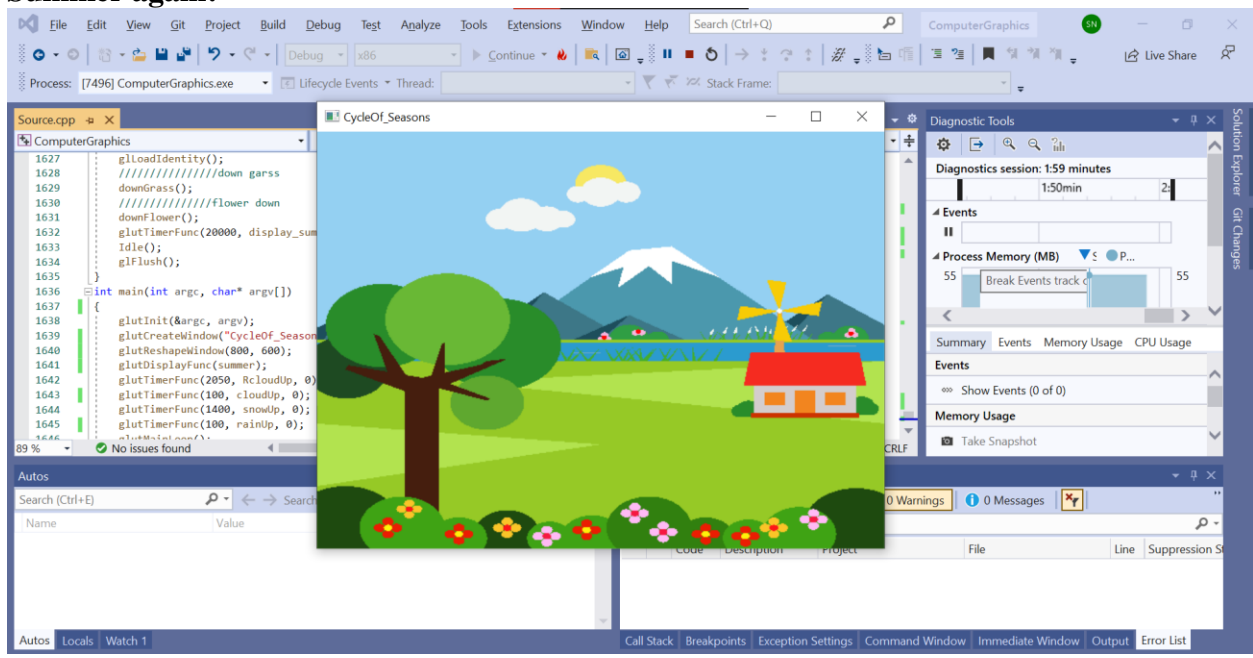 Summer again:
File Edit View Git Project Build Debug Test Analyze Tools Extensions Window Help Search (Ctrl+Q) ComputerGraphics SN
Debug x86 Continue Live Share
Process: [7496] ComputerGraphics.exe Lifecycle Events Thread: Stack Frame:
Source.cpp
ComputerGraphics
1627 glLoadIdentity();
1628 ////////////////down garss
1629 downGrass();
1630 ///////////////flower down
1631 downFlower();
1632 glutTimerFunc(20000, display_sum
1633 Idle();
1634 glFlush();
1635 }
1636 int main(int argc, char* argv[])
1637 {
1638 glutInit(&argc, argv);
1639 glutCreateWindow("CycleOf_Season
1640 glutReshapeWindow(800, 600);
1641 glutDisplayFunc(summer);
1642 glutTimerFunc(2050, RcloudUp, 0)
1643 glutTimerFunc(100, cloudUp, 0);
1644 glutTimerFunc(1400, snowUp, 0);
1645 glutTimerFunc(100, rainUp, 0);
1646 glutMainLoop();
89 % No issues found
CRLF
CycleOf_Seasons
Diagnostic Tools
Diagnostics session: 1:59 minutes
1:50min 2:
Events
Process Memory (MB) S P...
55 55
Break Events track
Summary Events Memory Usage CPU Usage
Events
Show Events (0 of 0)
Memory Usage
Take Snapshot
Solution Explorer
Git Changes
Autos
Search (Ctrl+E) Search
Name Value
0 Warnings 0 Messages
Code Description Project File Line Suppression St
Autos Locals Watch 1
Call Stack Breakpoints Exception Settings Command Window Immediate Window Output Error List